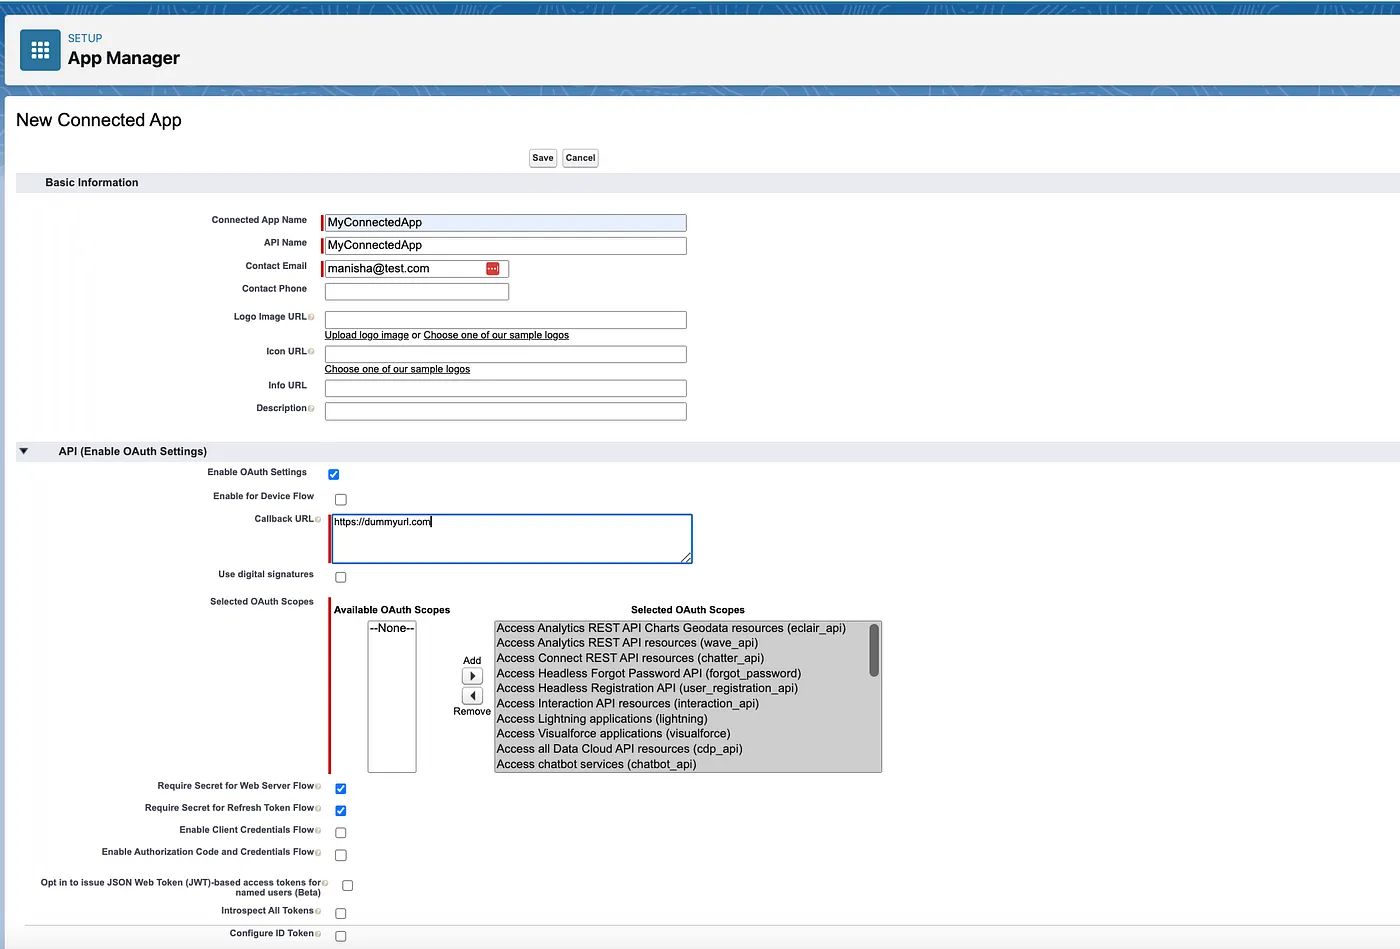 SETUP
App Manager
New Connected App
Save Cancel
Basic Information
Connected App Name MyConnectedApp
API Name MyConnectedApp
Contact Email manisha@test.com
Contact Phone
Logo Image URL
Upload logo image or Choose one of our sample logos
Icon URL
Choose one of our sample logos
Info URL
Description
API (Enable OAuth Settings)
Enable OAuth Settings
Enable for Device Flow
Callback URL https://dummyurl.com
Use digital signatures
Selected OAuth Scopes
Available OAuth Scopes
--None--
Add
Remove
Selected OAuth Scopes
Access Analytics REST API Charts Geodata resources (eclair_api)
Access Analytics REST API resources (wave_api)
Access Connect REST API resources (chatter_api)
Access Headless Forgot Password API (forgot_password)
Access Headless Registration API (user_registration_api)
Access Interaction API resources (interaction_api)
Access Lightning applications (lightning)
Access Visualforce applications (visualforce)
Access all Data Cloud API resources (cdp_api)
Access chatbot services (chatbot_api)
Require Secret for Web Server Flow
Require Secret for Refresh Token Flow
Enable Client Credentials Flow
Enable Authorization Code and Credentials Flow
Opt in to issue JSON Web Token (JWT)-based access tokens for
named users (Beta)
Introspect All Tokens
Configure ID Token